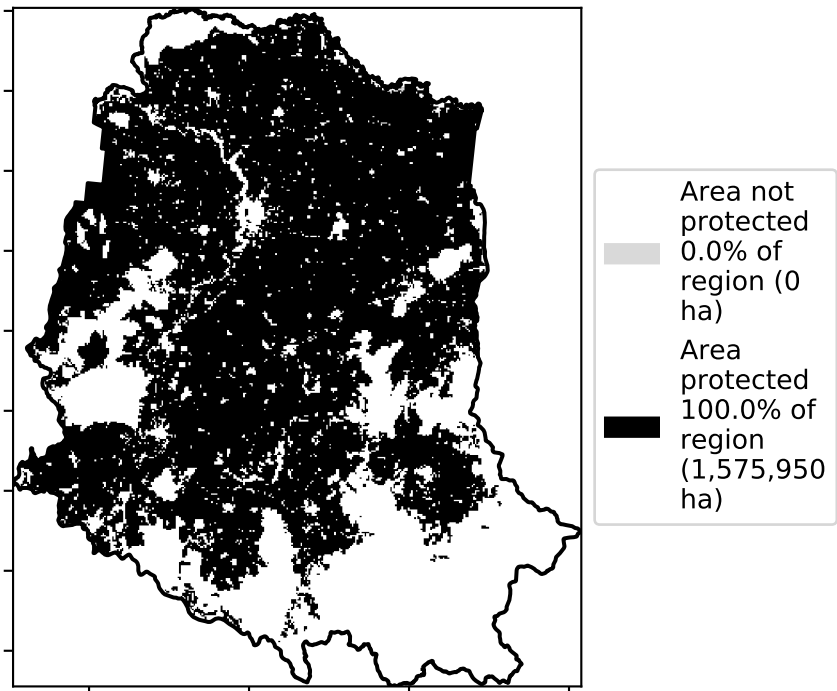 Area not
protected
0.0% of
region (0
ha)
Area
protected
100.0% of
region
(1,575,950
ha)